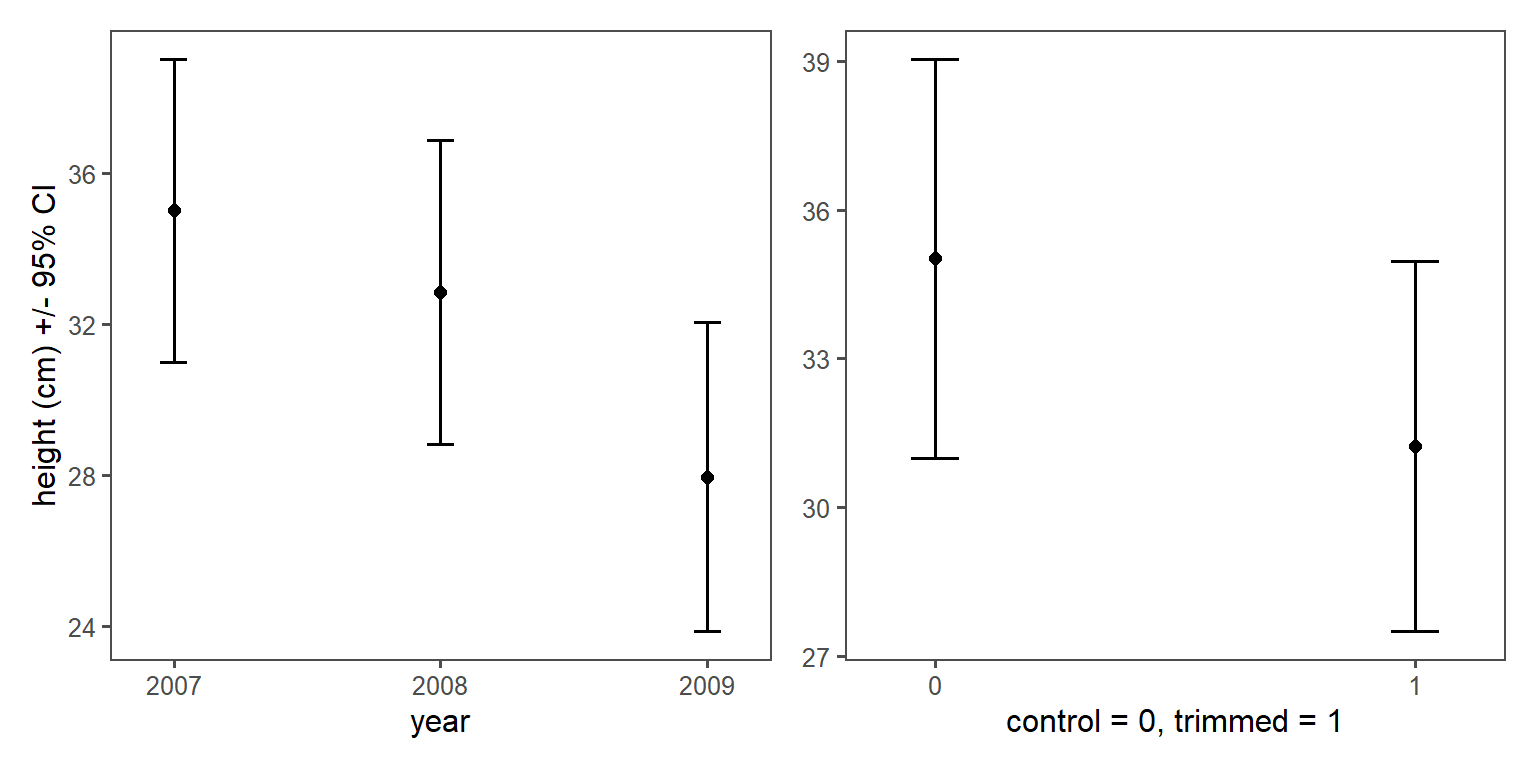 height (cm) +/- 95% CI
36
32
28
24
2007 2008 2009
year
39
36
33
30
27
0 1
control = 0, trimmed = 1